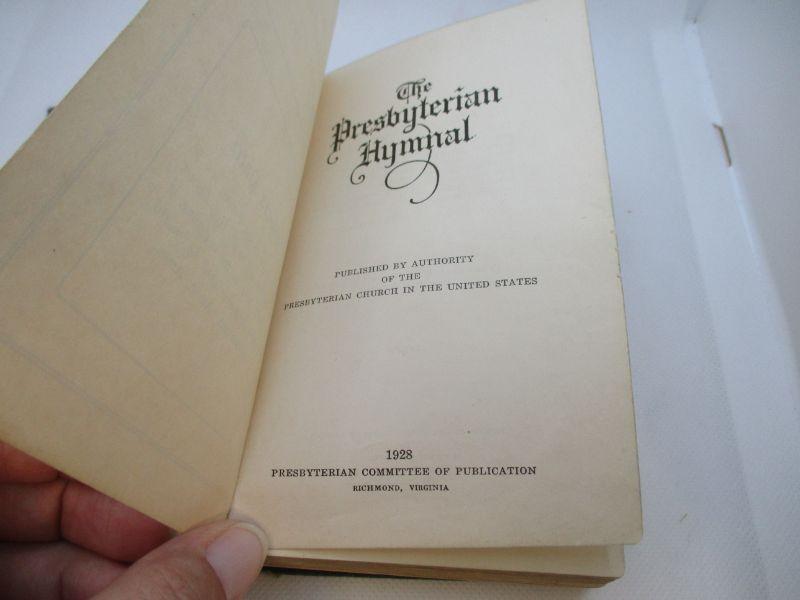 The
Presbyterian
Hymnal
PUBLISHED BY AUTHORITY
OF THE
PRESBYTERIAN CHURCH IN THE UNITED STATES
1928
PRESBYTERIAN COMMITTEE OF PUBLICATION
RICHMOND, VIRGINIA